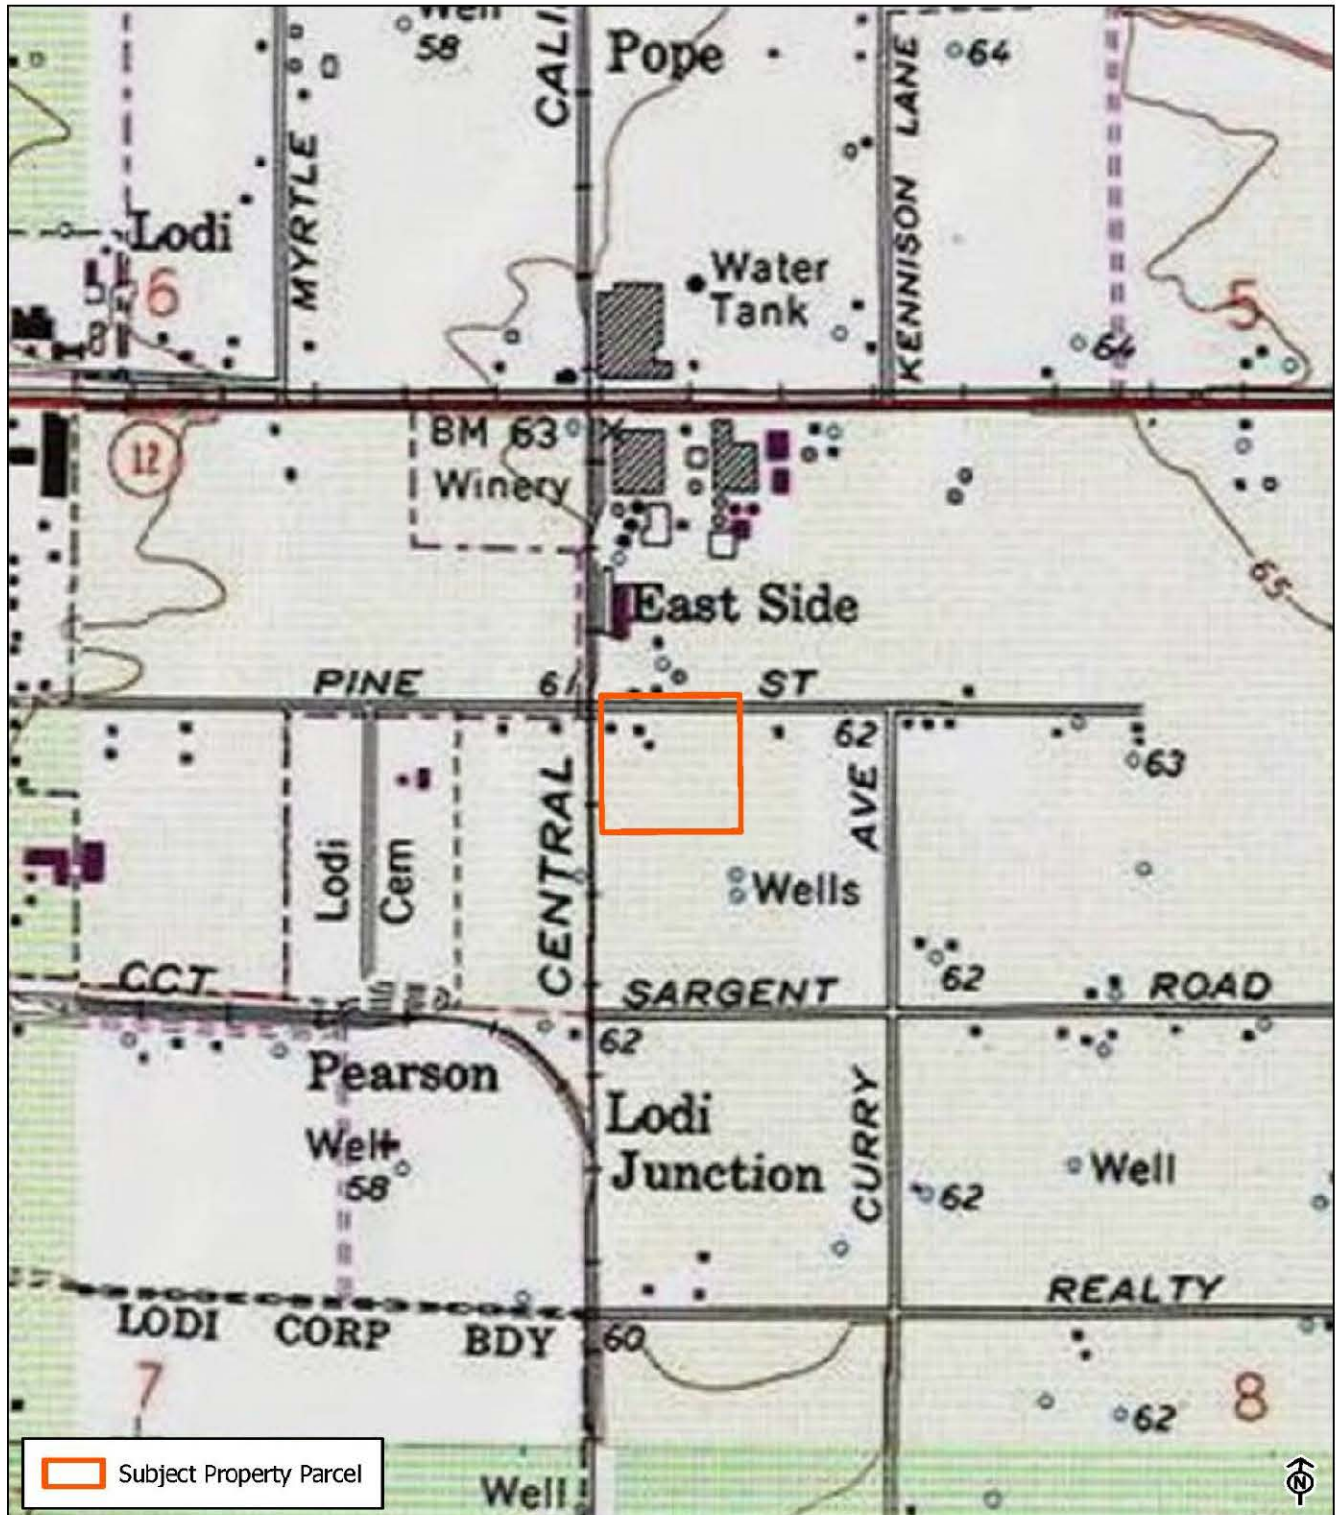 Well
58
CALI
Pope
KENNISON LANE
64
MYRTLE
Lodi
6
Water
Tank
5
64
12
BM 63
Winery
East Side
65
PINE
61
ST
62
AVE
63
CENTRAL
Lodi
Cem
Wells
CCT
SARGENT
ROAD
62
62
Pearson
Lodi
Junction
CURRY
Well
58
Well
62
REALTY
LODI CORP BDY
60
7
8
62
Subject Property Parcel
Well
N